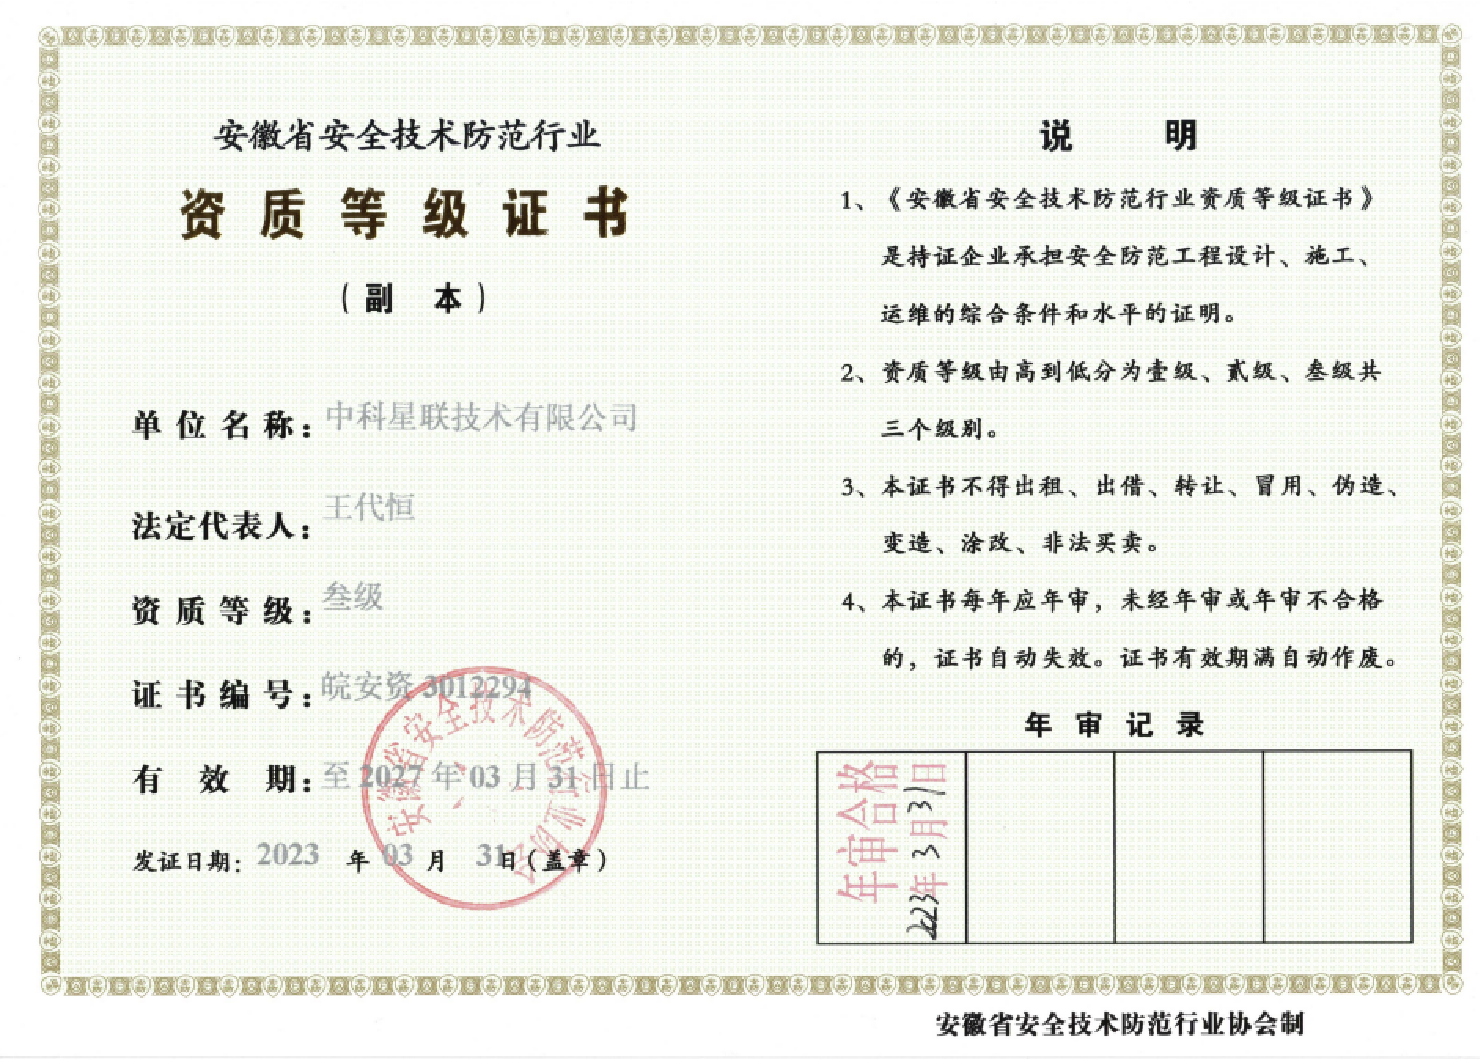 安徽省安全技术防范行业
资质等级证书
（副 本）
单位名称：中科星联技术有限公司
法定代表人：王代恒
资质等级：叁级
证书编号：皖安资 3012294
有效期：至 2027 年 03 月 31 日止
发证日期：2023 年 03 月 31日（盖章）
安徽省安全技术防范行业协会
说 明
1、《安徽省安全技术防范行业资质等级证书》
是持证企业承担安全防范工程设计、施工、
运维的综合条件和水平的证明。
2、资质等级由高到低分为壹级、贰级、叁级共
三个级别。
3、本证书不得出租、出借、转让、冒用、伪造、
变造、涂改、非法买卖。
4、本证书每年应年审，未经年审或年审不合格
的，证书自动失效。证书有效期满自动作废。
年审记录
年审合格
2023年3月31日
安徽省安全技术防范行业协会制